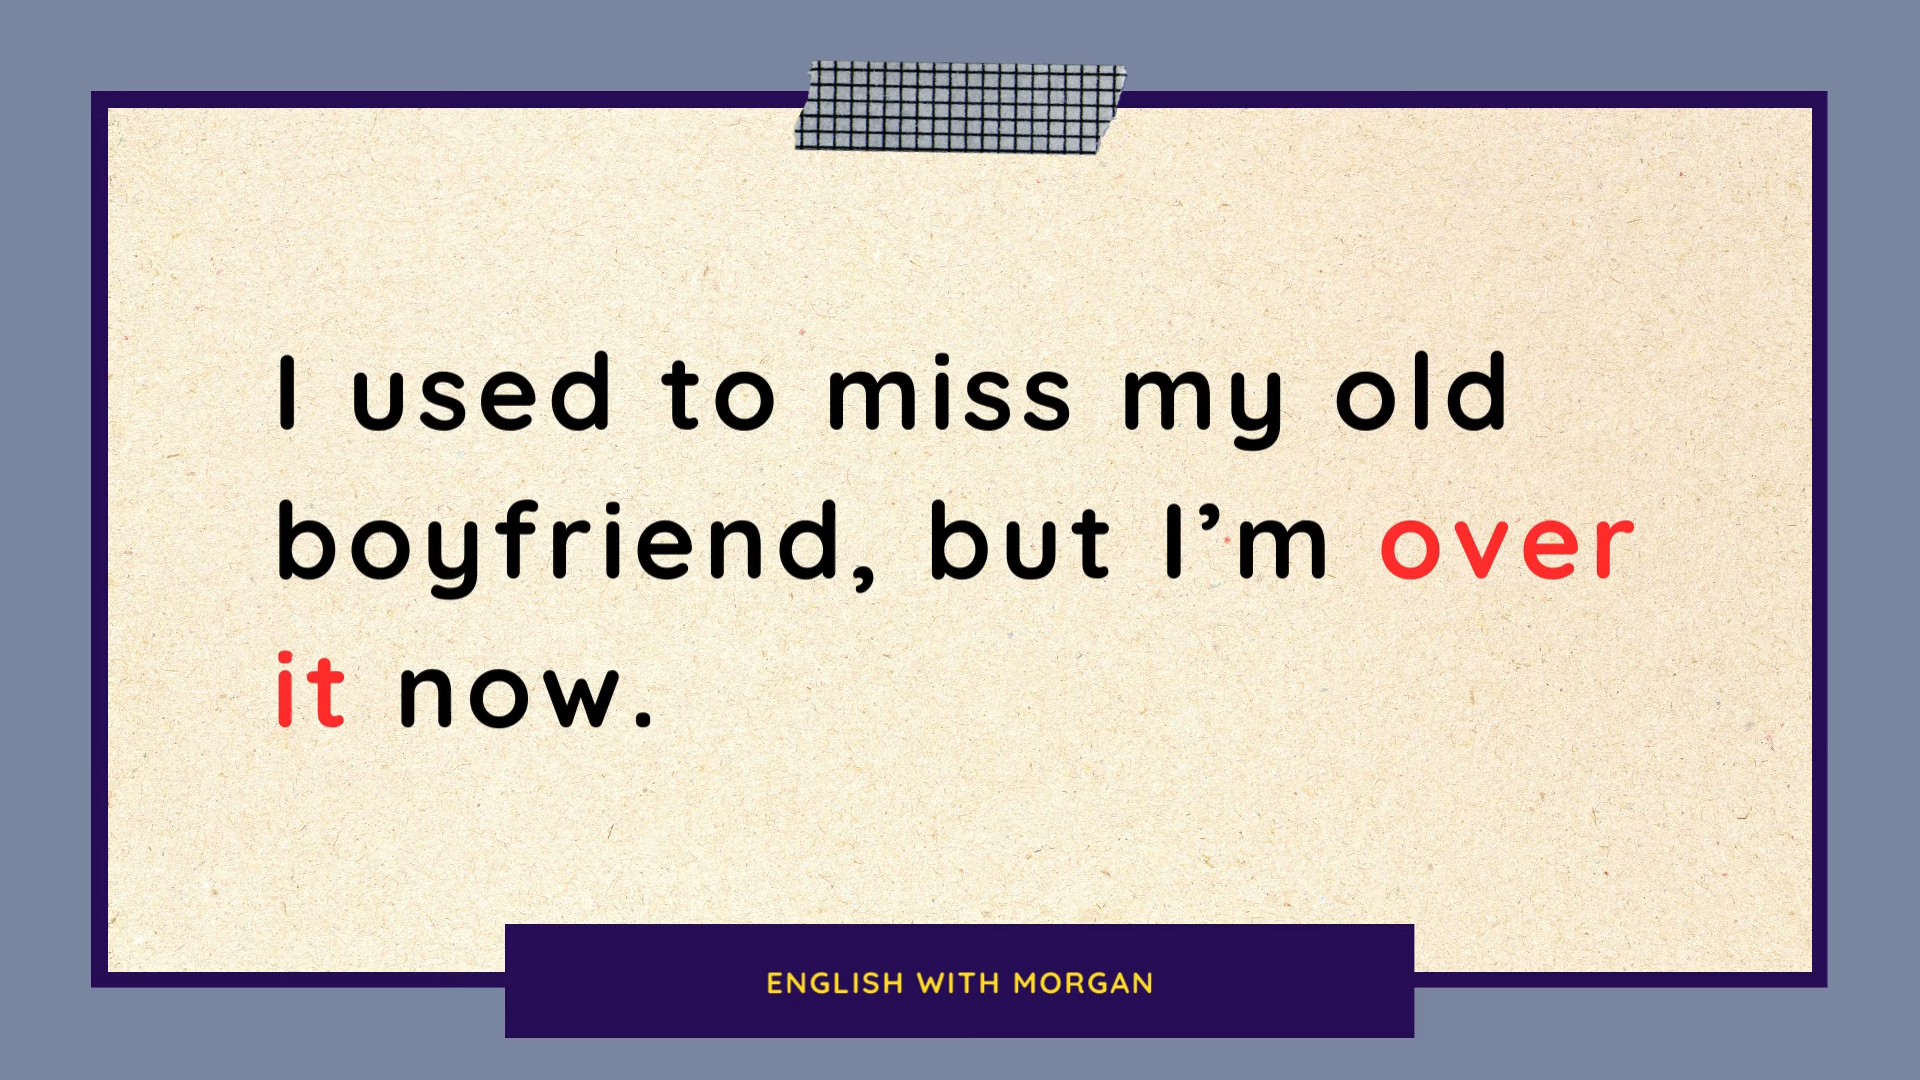 I used to miss my old
boyfriend, but I’m over
it now.
ENGLISH WITH MORGAN